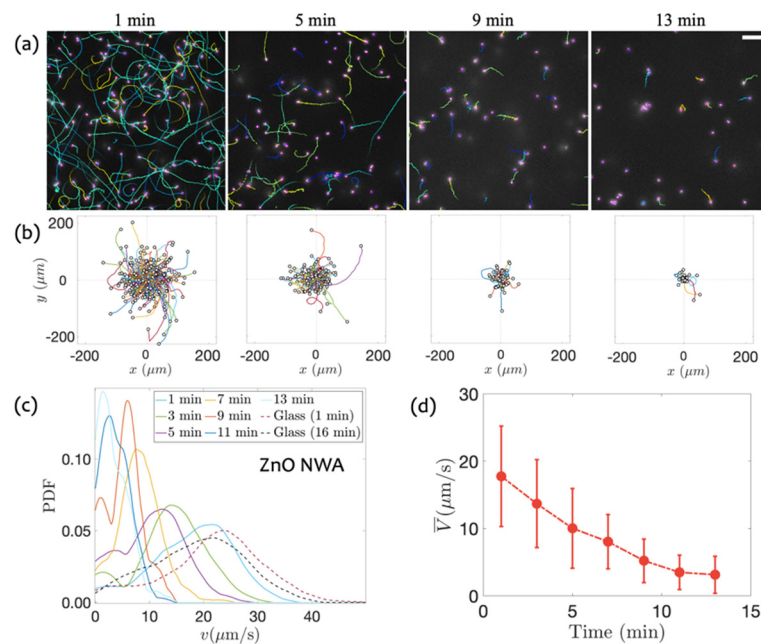 1 min 5 min 9 min 13 min
(a)
(b)
200
0
-200
y (μm)
-200 0 200 -200 0 200 -200 0 200 -200 0 200
x (μm) x (μm) x (μm) x (μm)
(c)
1 min 7 min 13 min
3 min 9 min Glass (1 min)
5 min 11 min Glass (16 min)
ZnO NWA
PDF
0.10
0.05
0.00
0 20 40
v(μm/s)
(d)
30
20
10
0
V̅(μm/s)
0 5 10 15
Time (min)